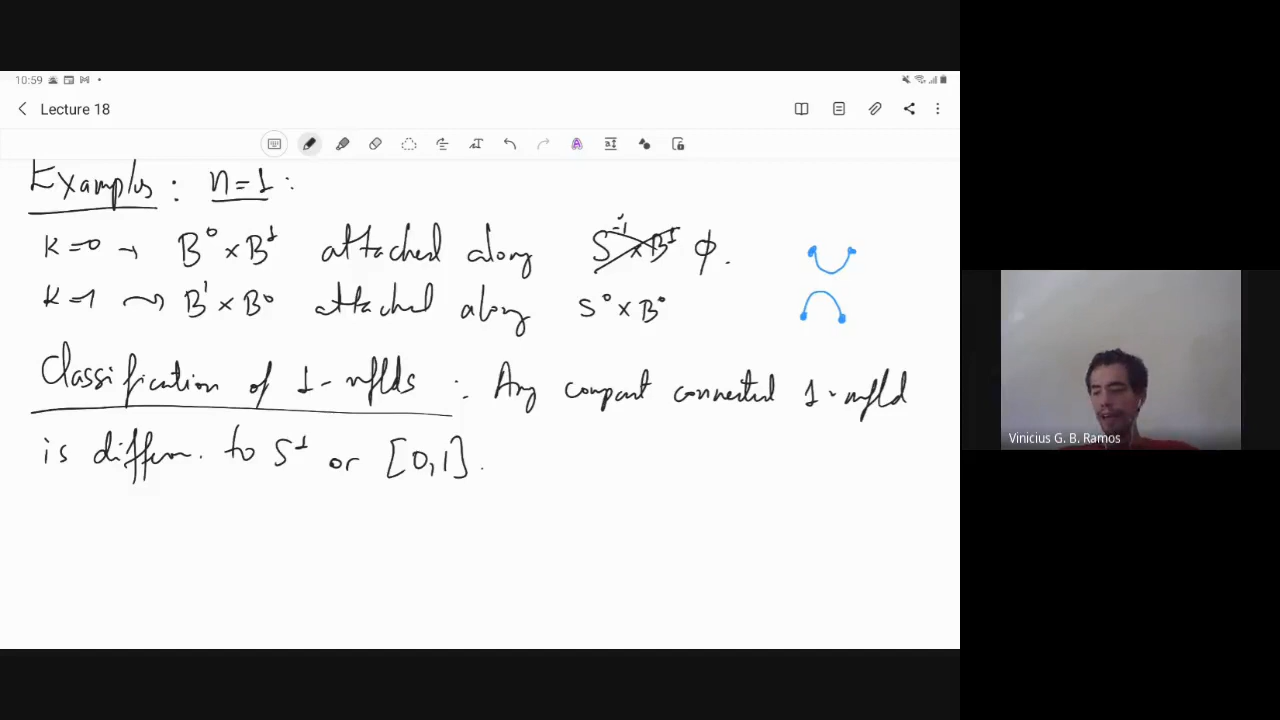 10:59
Lecture 18
Examples : n=1 :
K=0 → B⁰ × B¹ attached along S⁻¹ × B¹ ϕ.
K=1 ⇝ B¹ × B⁰ attached along S⁰ × B⁰
Classification of 1-mflds : Any compact connected 1-mfld
is diffeom. to S¹ or [0,1].
Vinicius G. B. Ramos